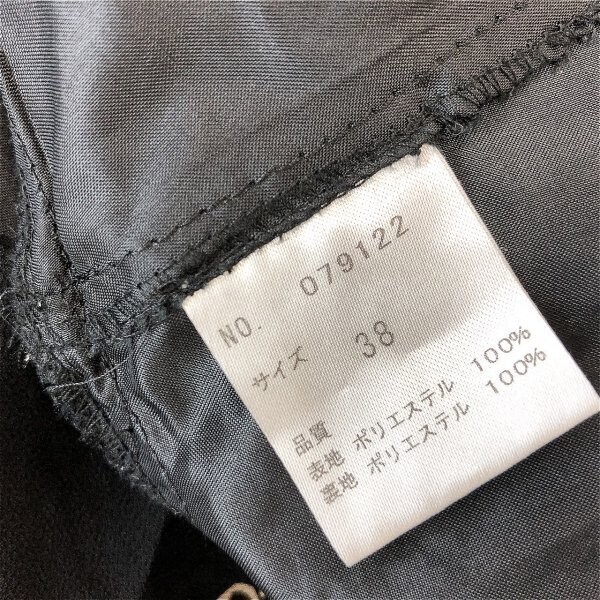 NO. 079122
サイズ 38
品質
表地 ポリエステル 100%
裏地 ポリエステル 100%